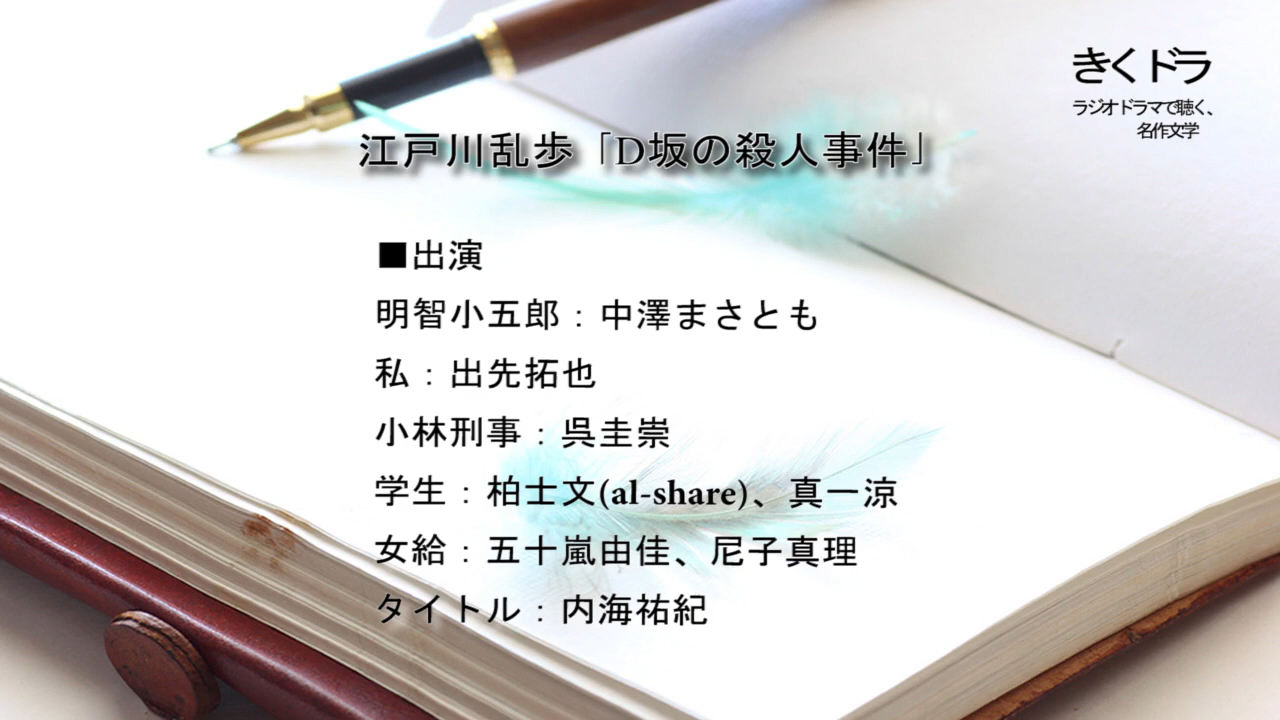 きくドラ
ラジオドラマで聴く、
名作文学
江戸川乱歩「D坂の殺人事件」
■出演
明智小五郎：中澤まさとも
私：出先拓也
小林刑事：呉圭崇
学生：柏士文(al-share)、真一涼
女給：五十嵐由佳、尼子真理
タイトル：内海祐紀